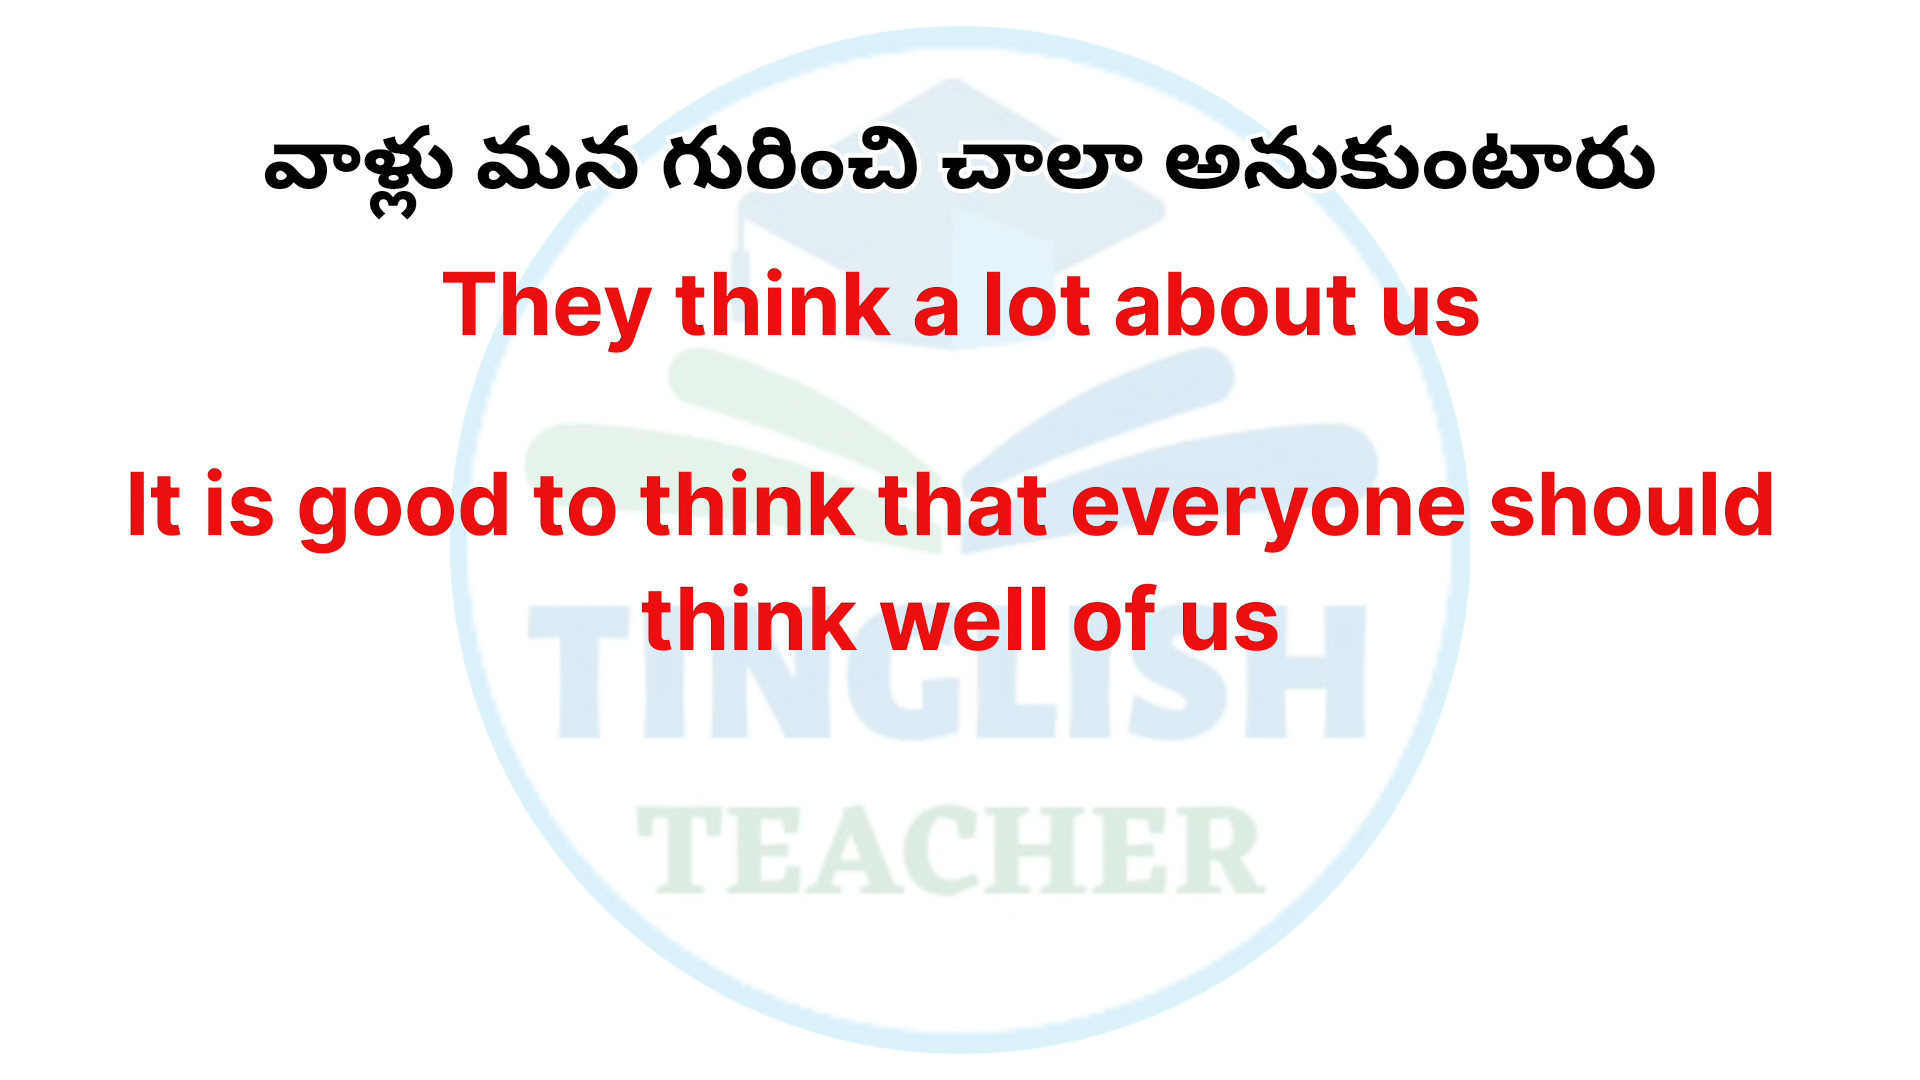 వాళ్లు మన గురించి చాలా అనుకుంటారు
They think a lot about us
It is good to think that everyone should
think well of us
TINGLISH
TEACHER